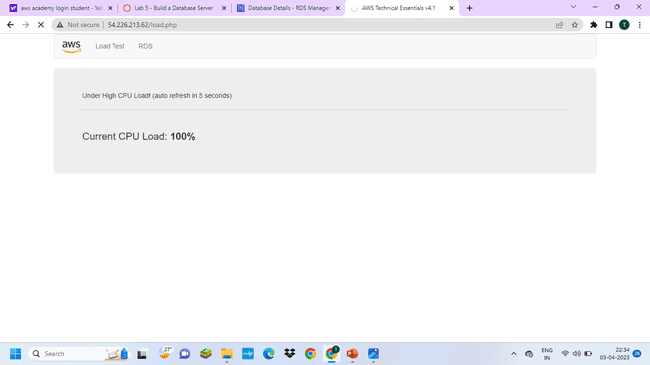 aws academy login student - Yah
Lab 5 - Build a Database Server
Database Details - RDS Manage
AWS Technical Essentials v4.1
Not secure
54.226.213.62/load.php
T
aws
Load Test
RDS
Under High CPU Load! (auto refresh in 5 seconds)
Current CPU Load: 100%
Search
27°
ENG
IN
22:34
03-04-2023